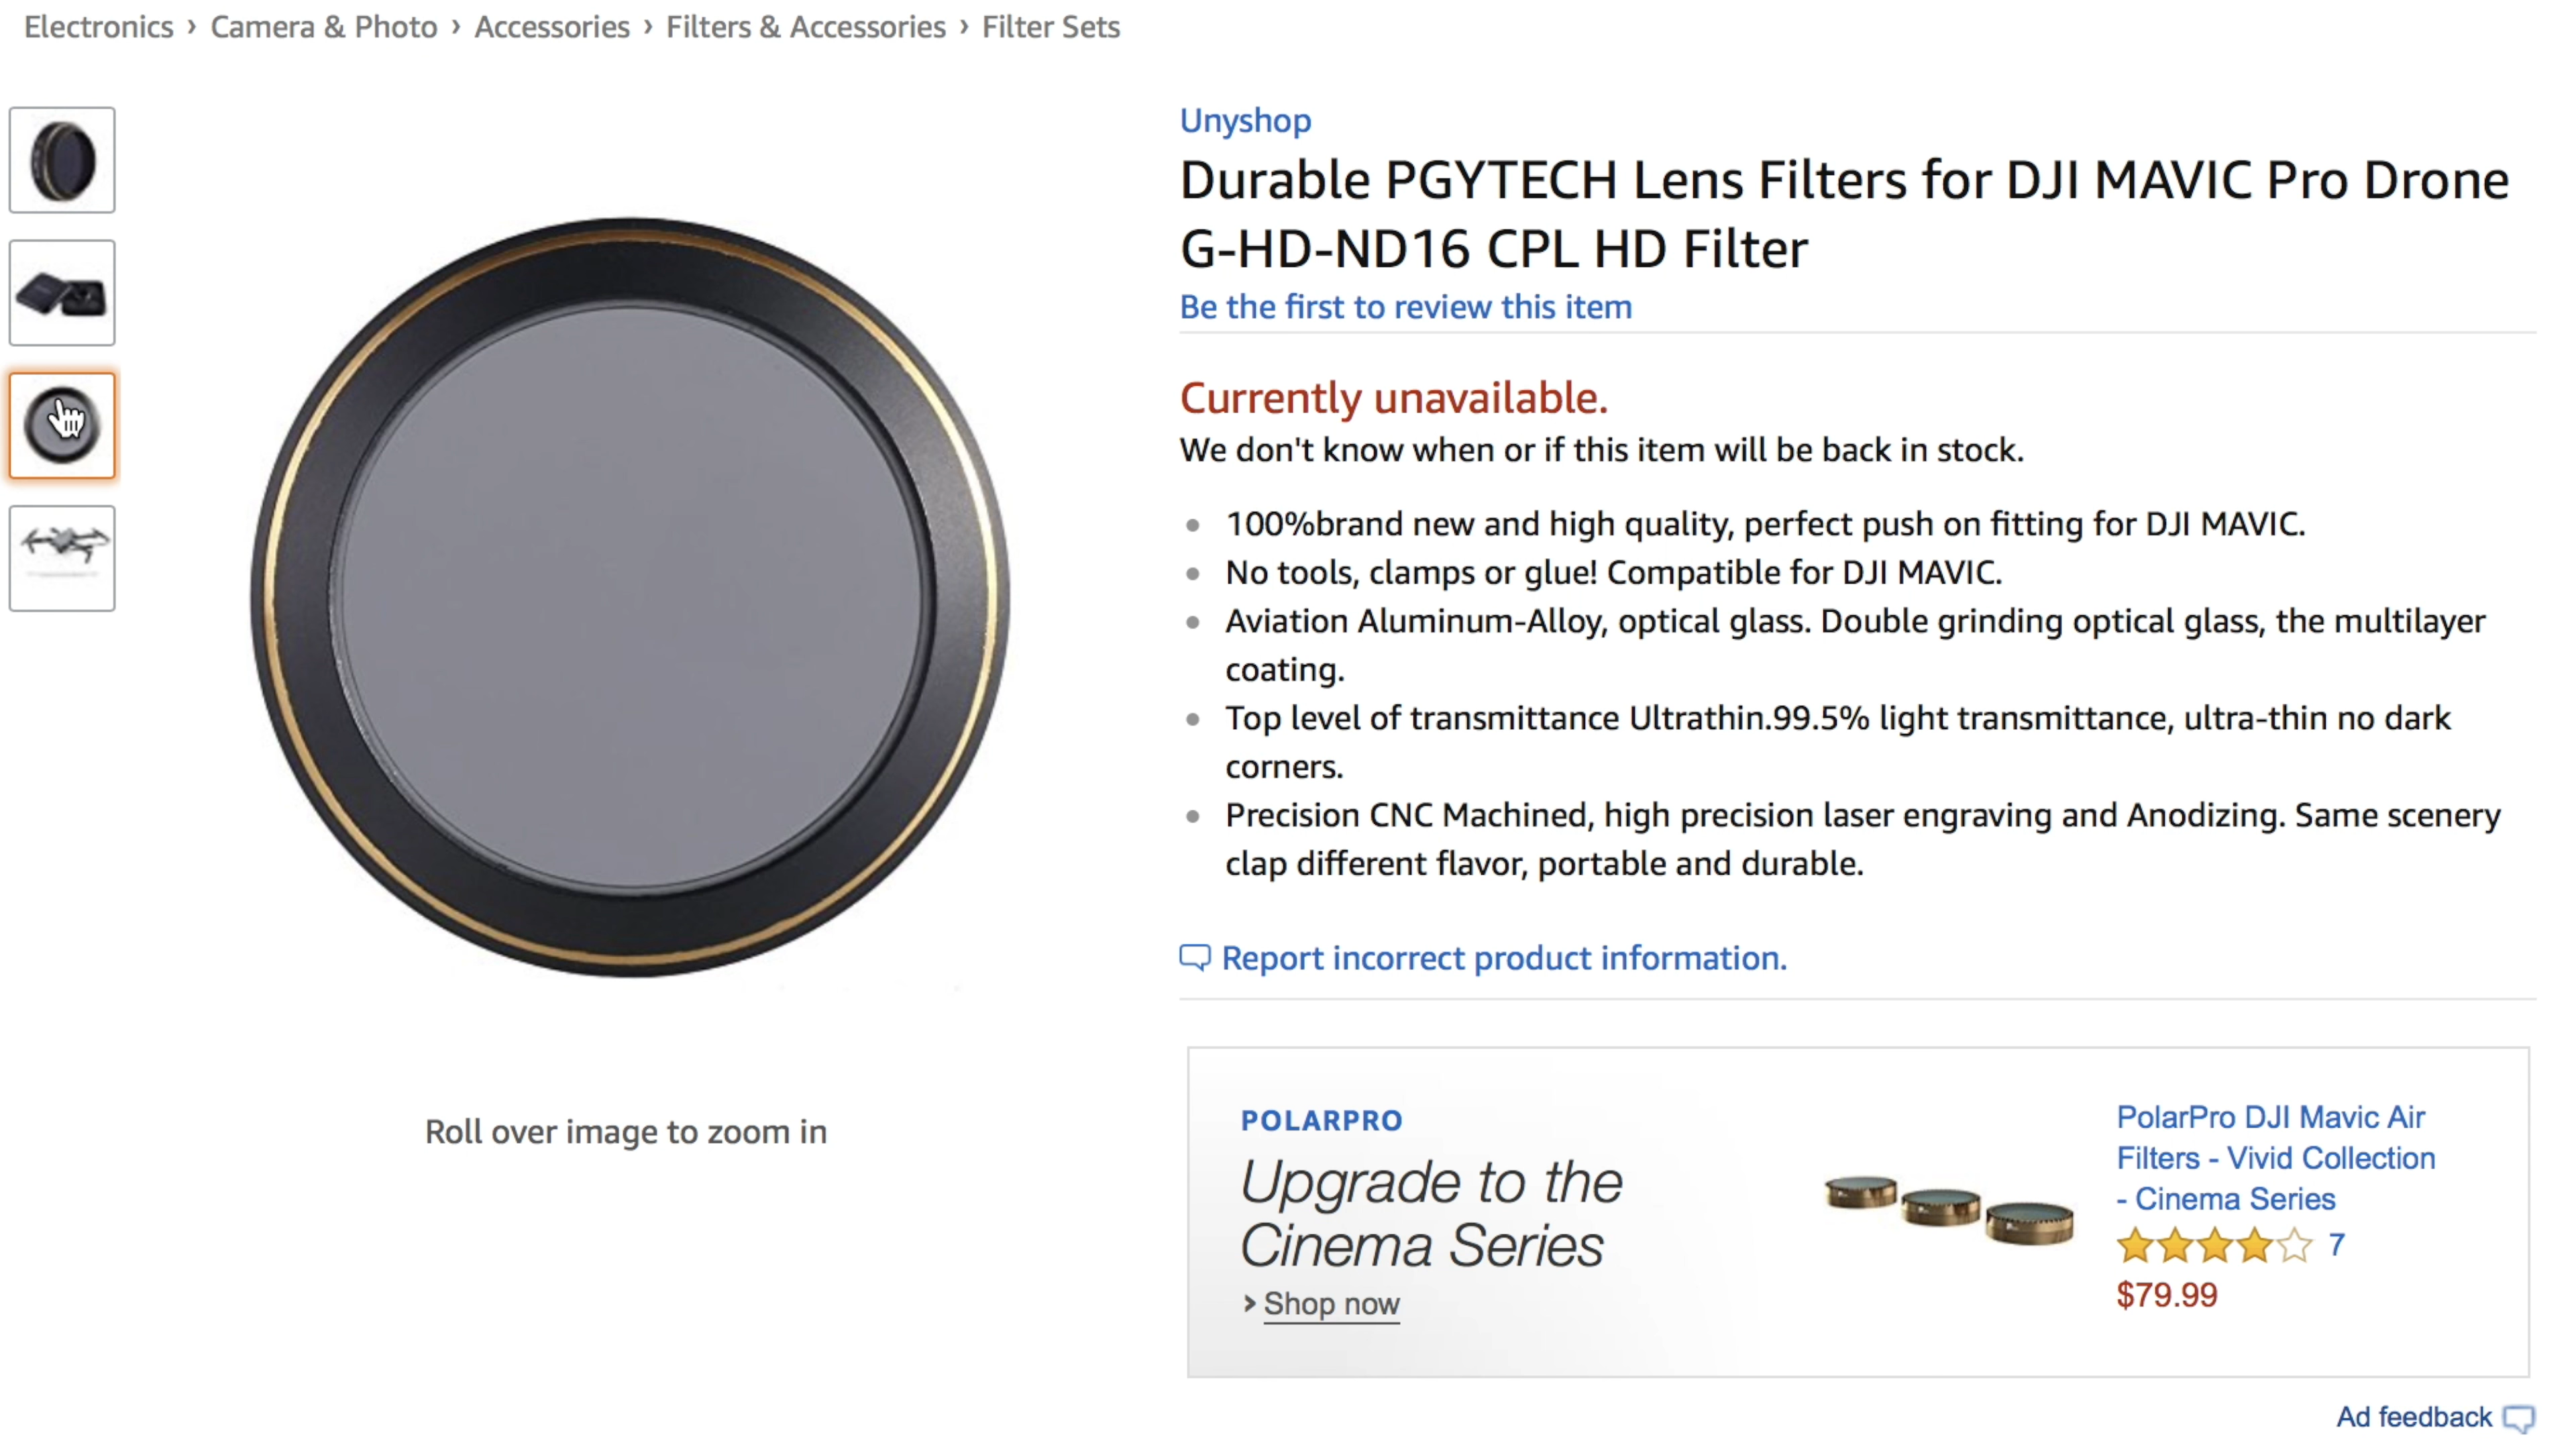 Electronics › Camera & Photo › Accessories › Filters & Accessories › Filter Sets
Unyshop
Durable PGYTECH Lens Filters for DJI MAVIC Pro Drone
G-HD-ND16 CPL HD Filter
Be the first to review this item
Currently unavailable.
We don't know when or if this item will be back in stock.
100%brand new and high quality, perfect push on fitting for DJI MAVIC.
No tools, clamps or glue! Compatible for DJI MAVIC.
Aviation Aluminum-Alloy, optical glass. Double grinding optical glass, the multilayer
coating.
Top level of transmittance Ultrathin.99.5% light transmittance, ultra-thin no dark
corners.
Precision CNC Machined, high precision laser engraving and Anodizing. Same scenery
clap different flavor, portable and durable.
Report incorrect product information.
Roll over image to zoom in
POLARPRO
Upgrade to the
Cinema Series
› Shop now
PolarPro DJI Mavic Air
Filters - Vivid Collection
- Cinema Series
7
$79.99
Ad feedback